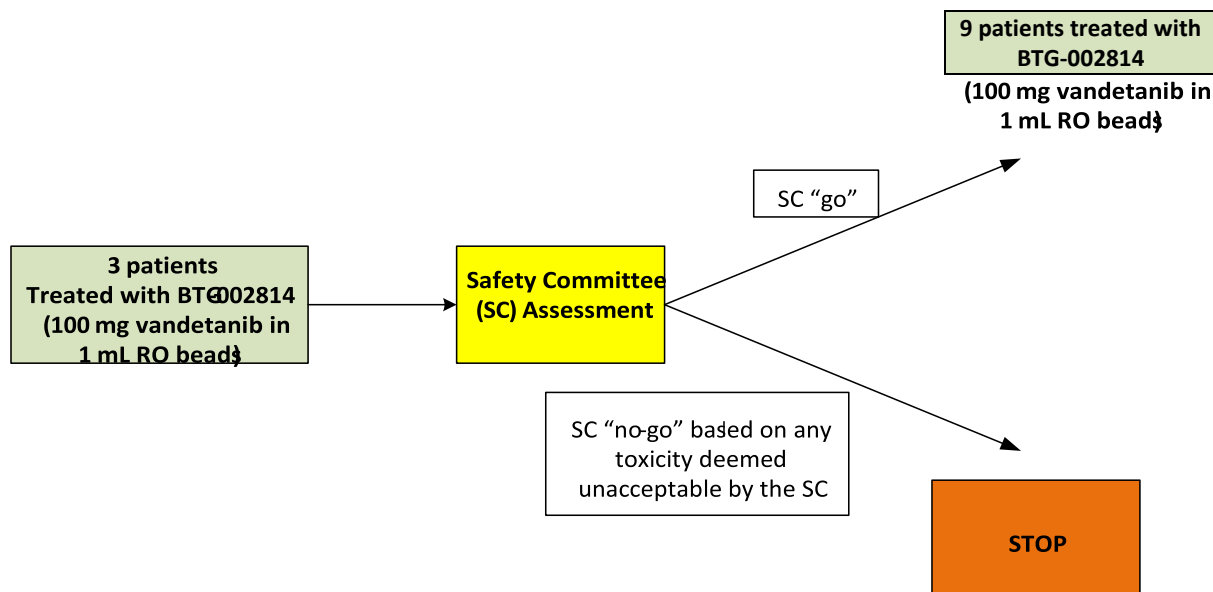 9 patients treated with
BTG-002814
(100 mg vandetanib in
1 mL RO beads)
SC “go”
3 patients
Treated with BTG-002814
(100 mg vandetanib in
1 mL RO beads)
Safety Committee
(SC) Assessment
SC “no-go” based on any
toxicity deemed
unacceptable by the SC
STOP